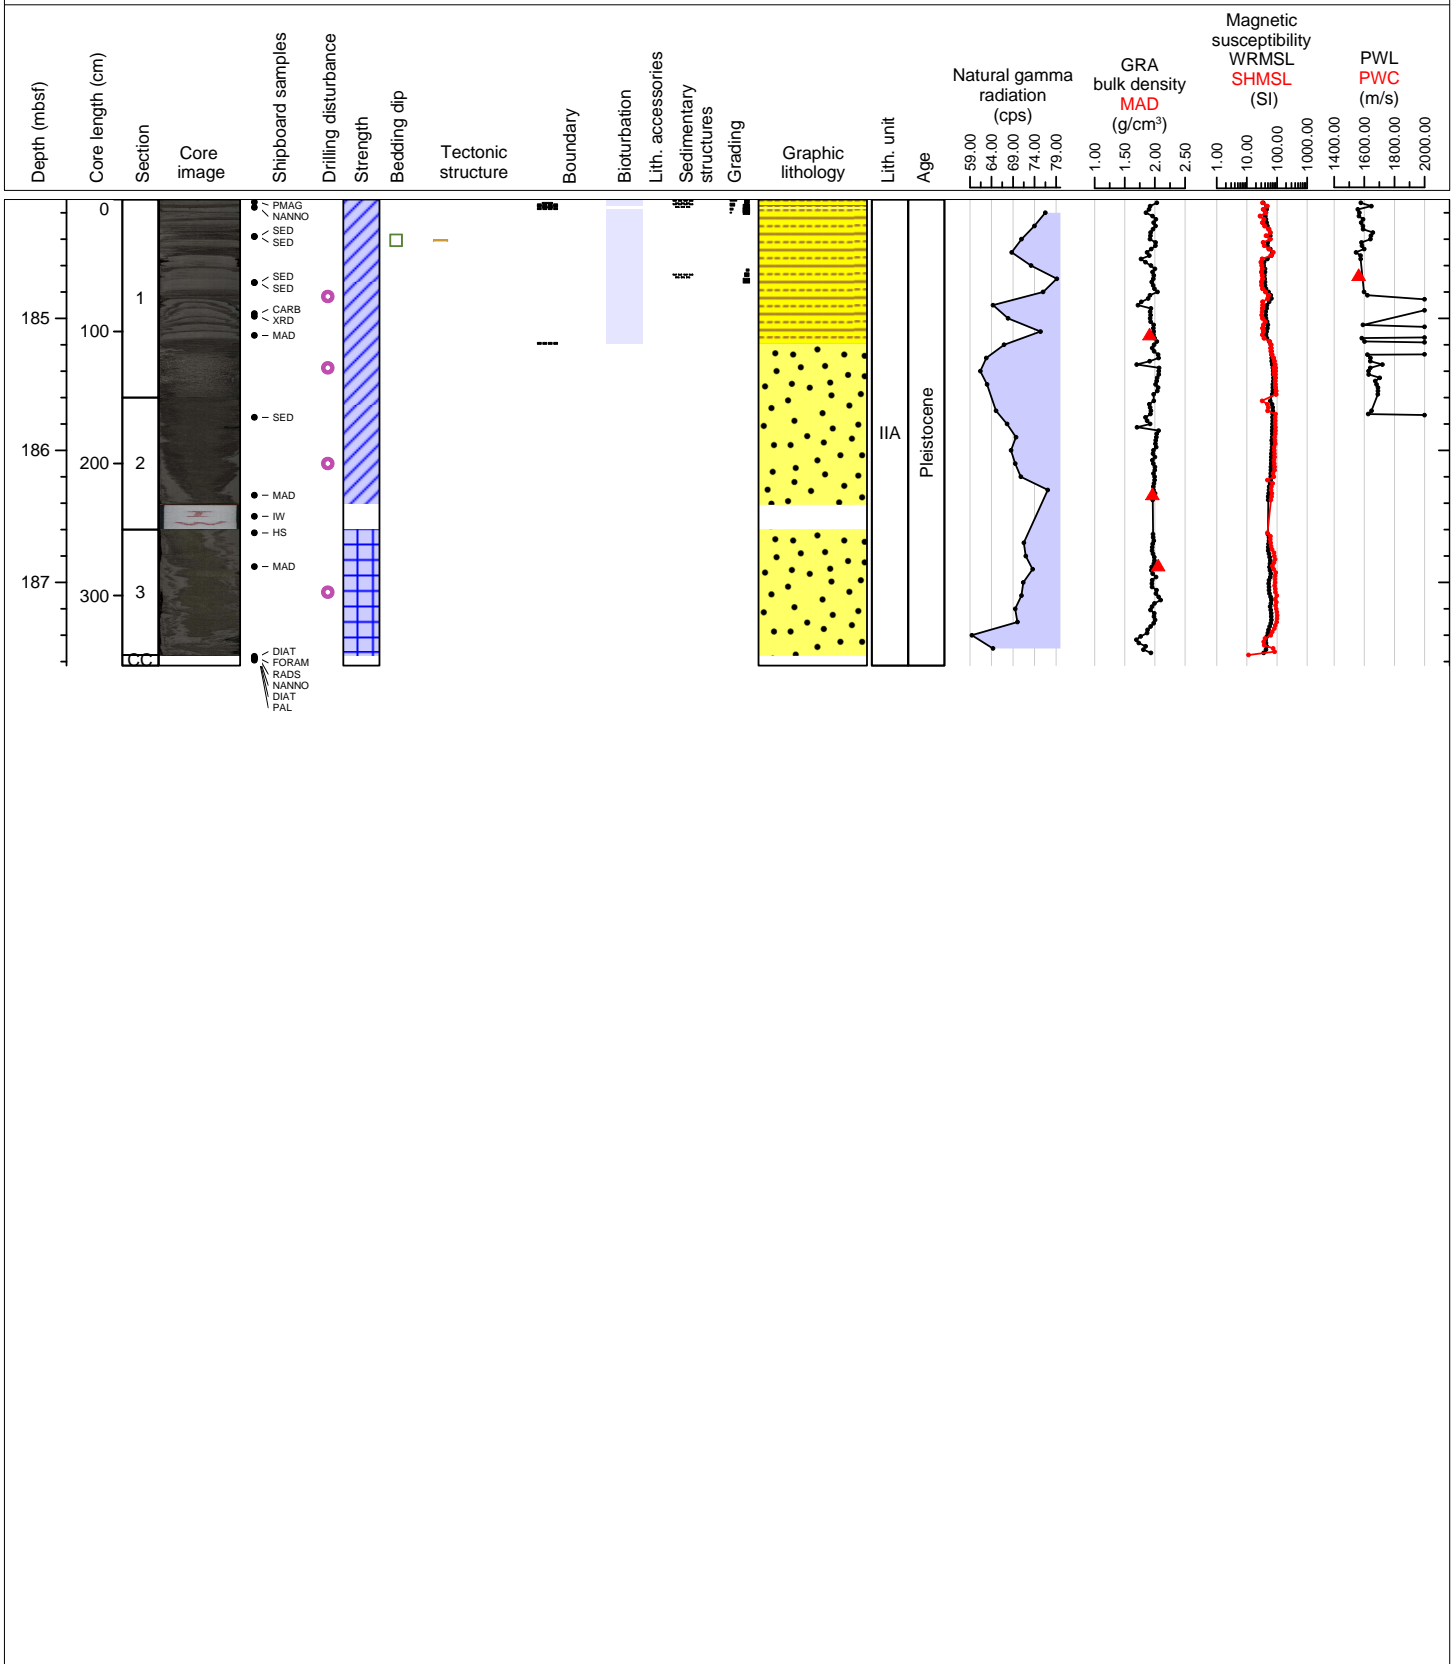 Depth (mbsf)
Core length (cm)
Section
Core
image
Shipboard samples
Drilling disturbance
Strength
Bedding dip
Tectonic
structure
Boundary
Bioturbation
Lith. accessories
Sedimentary
structures
Grading
Graphic
lithology
Lith. unit
Age
Natural gamma
radiation
(cps)
59.00 64.00 69.00 74.00 79.00
GRA
bulk density
MAD
(g/cm³)
1.00 1.50 2.00 2.50
Magnetic
susceptibility
WRMSL
SHMSL
(SI)
1.00 10.00 100.00 1000.00
PWL
PWC
(m/s)
1400.00 1600.00 1800.00 2000.00
185
186
187
0
100
200
300
1
2
3
CC
PMAG
NANNO
SED
SED
SED
SED
CARB
XRD
MAD
SED
MAD
IW
HS
MAD
DIAT
FORAM
RADS
NANNO
DIAT
PAL
IIA
Pleistocene